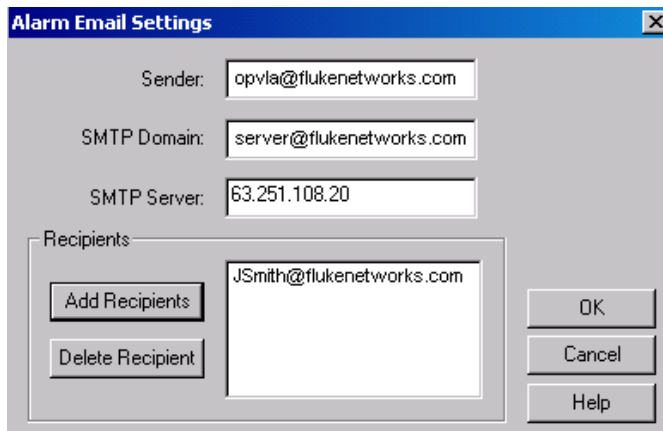 Alarm Email Settings
Sender: opvla@flukenetworks.com
SMTP Domain: server@flukenetworks.com
SMTP Server: 63.251.108.20
Recipients
JSmith@flukenetworks.com
Add Recipients
Delete Recipient
OK
Cancel
Help